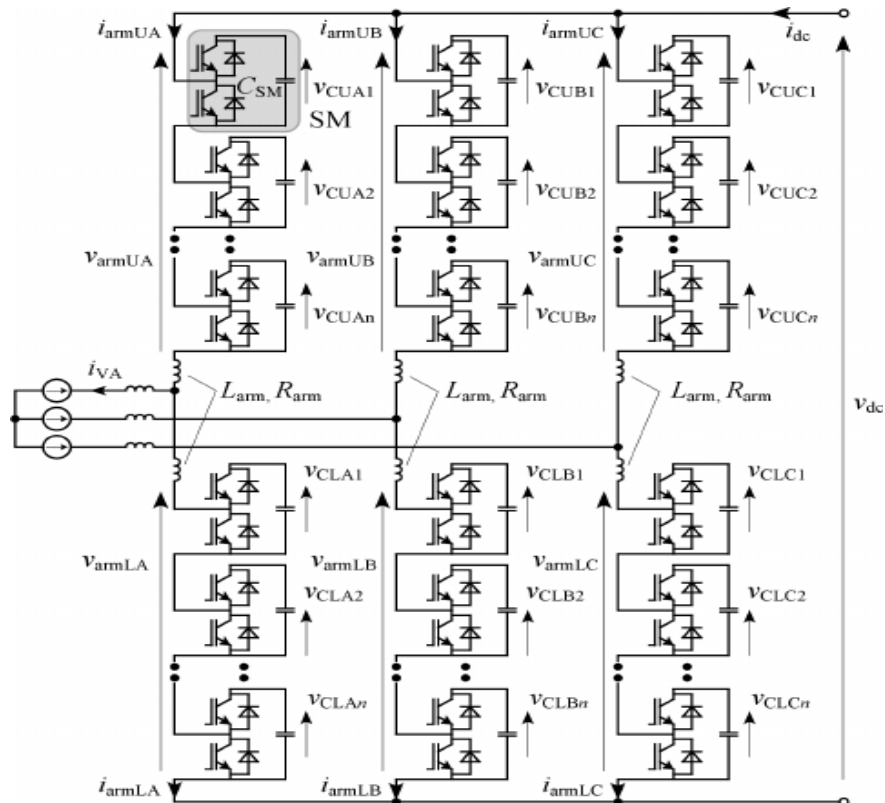 i_armUA i_armUB i_armUC i_dc
C_SM v_CUA1 v_CUB1 v_CUC1
SM
v_CUA2 v_CUB2 v_CUC2
v_armUA v_armUB v_armUC
v_CUAn v_CUBn v_CUCn
i_VA
L_arm, R_arm L_arm, R_arm L_arm, R_arm v_dc
v_CLA1 v_CLB1 v_CLC1
v_armLA v_armLB v_armLC
v_CLA2 v_CLB2 v_CLC2
v_CLAn v_CLBn v_CLCn
i_armLA i_armLB i_armLC